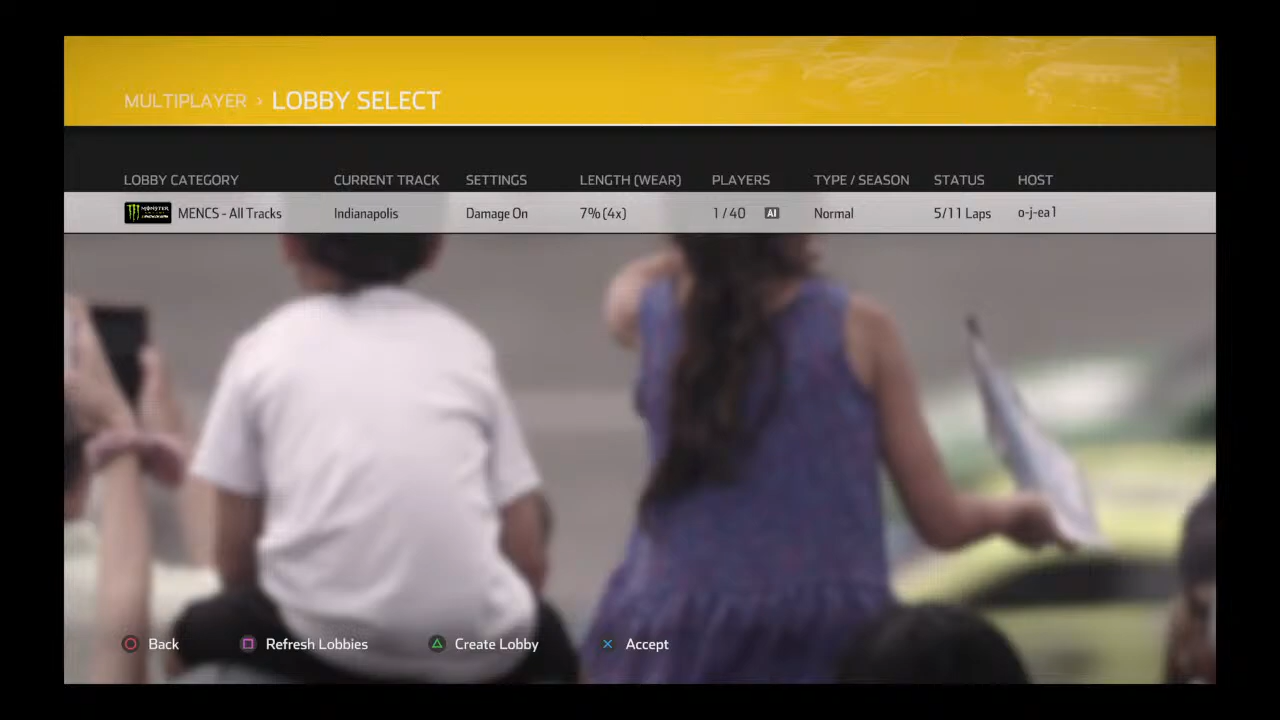 MULTIPLAYER › LOBBY SELECT
LOBBY CATEGORY CURRENT TRACK SETTINGS LENGTH (WEAR) PLAYERS TYPE / SEASON STATUS HOST
MONSTER MENCS - All Tracks Indianapolis Damage On 7% (4x) 1 / 40 AI Normal 5/11 Laps o-j-ea1
Back Refresh Lobbies Create Lobby Accept